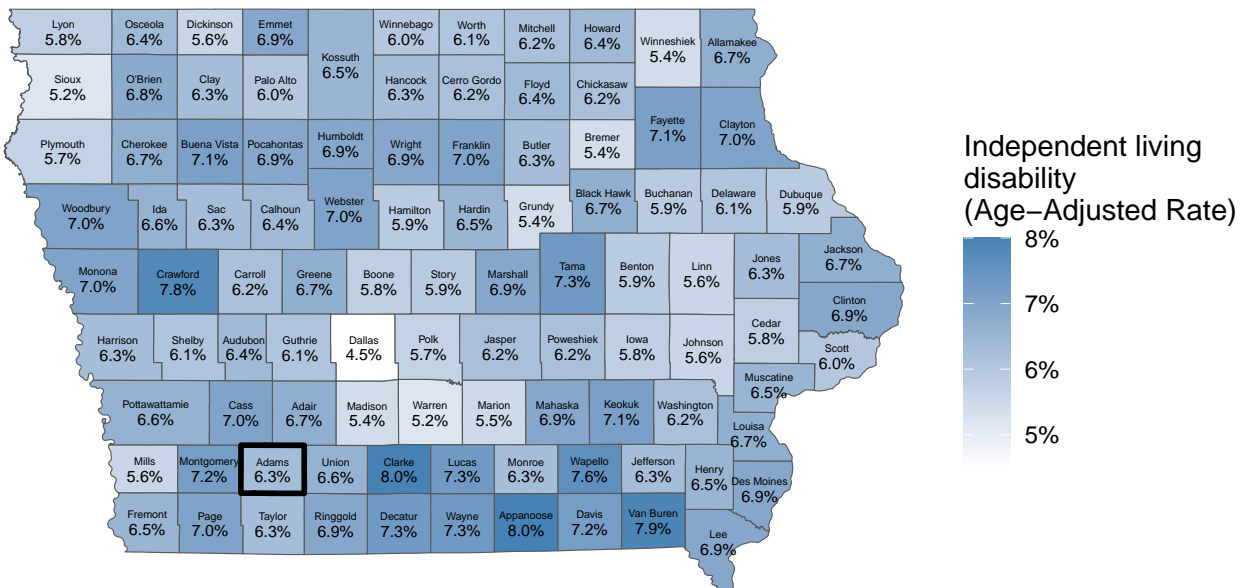 Lyon
5.8%
Osceola
6.4%
Dickinson
5.6%
Emmet
6.9%
Kossuth
6.5%
Winnebago
6.0%
Worth
6.1%
Mitchell
6.2%
Howard
6.4%
Winneshiek
5.4%
Allamakee
6.7%
Sioux
5.2%
O'Brien
6.8%
Clay
6.3%
Palo Alto
6.0%
Hancock
6.3%
Cerro Gordo
6.2%
Floyd
6.4%
Chickasaw
6.2%
Fayette
7.1%
Clayton
7.0%
Plymouth
5.7%
Cherokee
6.7%
Buena Vista
7.1%
Pocahontas
6.9%
Humboldt
6.9%
Wright
6.9%
Franklin
7.0%
Butler
6.3%
Bremer
5.4%
Woodbury
7.0%
Ida
6.6%
Sac
6.3%
Calhoun
6.4%
Webster
7.0%
Hamilton
5.9%
Hardin
6.5%
Grundy
5.4%
Black Hawk
6.7%
Buchanan
5.9%
Delaware
6.1%
Dubuque
5.9%
Monona
7.0%
Crawford
7.8%
Carroll
6.2%
Greene
6.7%
Boone
5.8%
Story
5.9%
Marshall
6.9%
Tama
7.3%
Benton
5.9%
Linn
5.6%
Jones
6.3%
Jackson
6.7%
Clinton
6.9%
Harrison
6.3%
Shelby
6.1%
Audubon
6.4%
Guthrie
6.1%
Dallas
4.5%
Polk
5.7%
Jasper
6.2%
Poweshiek
6.2%
Iowa
5.8%
Johnson
5.6%
Cedar
5.8%
Scott
6.0%
Muscatine
6.5%
Pottawattamie
6.6%
Cass
7.0%
Adair
6.7%
Madison
5.4%
Warren
5.2%
Marion
5.5%
Mahaska
6.9%
Keokuk
7.1%
Washington
6.2%
Louisa
6.7%
Mills
5.6%
Montgomery
7.2%
Adams
6.3%
Union
6.6%
Clarke
8.0%
Lucas
7.3%
Monroe
6.3%
Wapello
7.6%
Jefferson
6.3%
Henry
6.5%
Des Moines
6.9%
Fremont
6.5%
Page
7.0%
Taylor
6.3%
Ringgold
6.9%
Decatur
7.3%
Wayne
7.3%
Appanoose
8.0%
Davis
7.2%
Van Buren
7.9%
Lee
6.9%
Independent living
disability
(Age−Adjusted Rate)
8%
7%
6%
5%